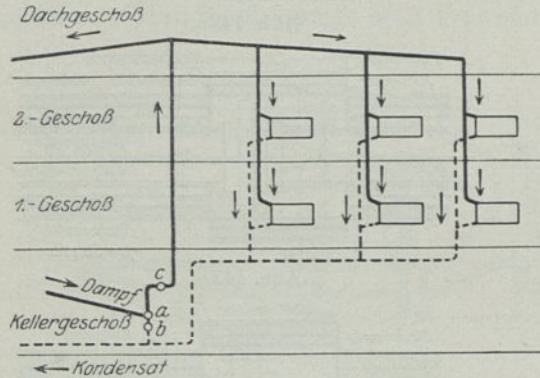 Dachgeschoß
2.-Geschoß
1.-Geschoß
c
Dampf
a
Kellergeschoß
b
Kondensat